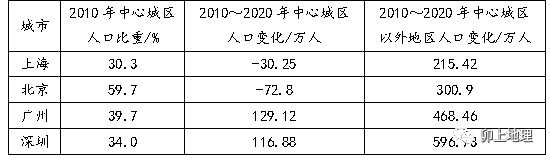 城市 2010年中心城区人口比重/% 2010~2020年中心城区人口变化/万人 2010~2020年中心城区以外地区人口变化/万人
上海 30.3 -30.25 215.42
北京 59.7 -72.8 300.9
广州 39.7 129.12 468.46
深圳 34.0 116.88 596.73
卯上地理